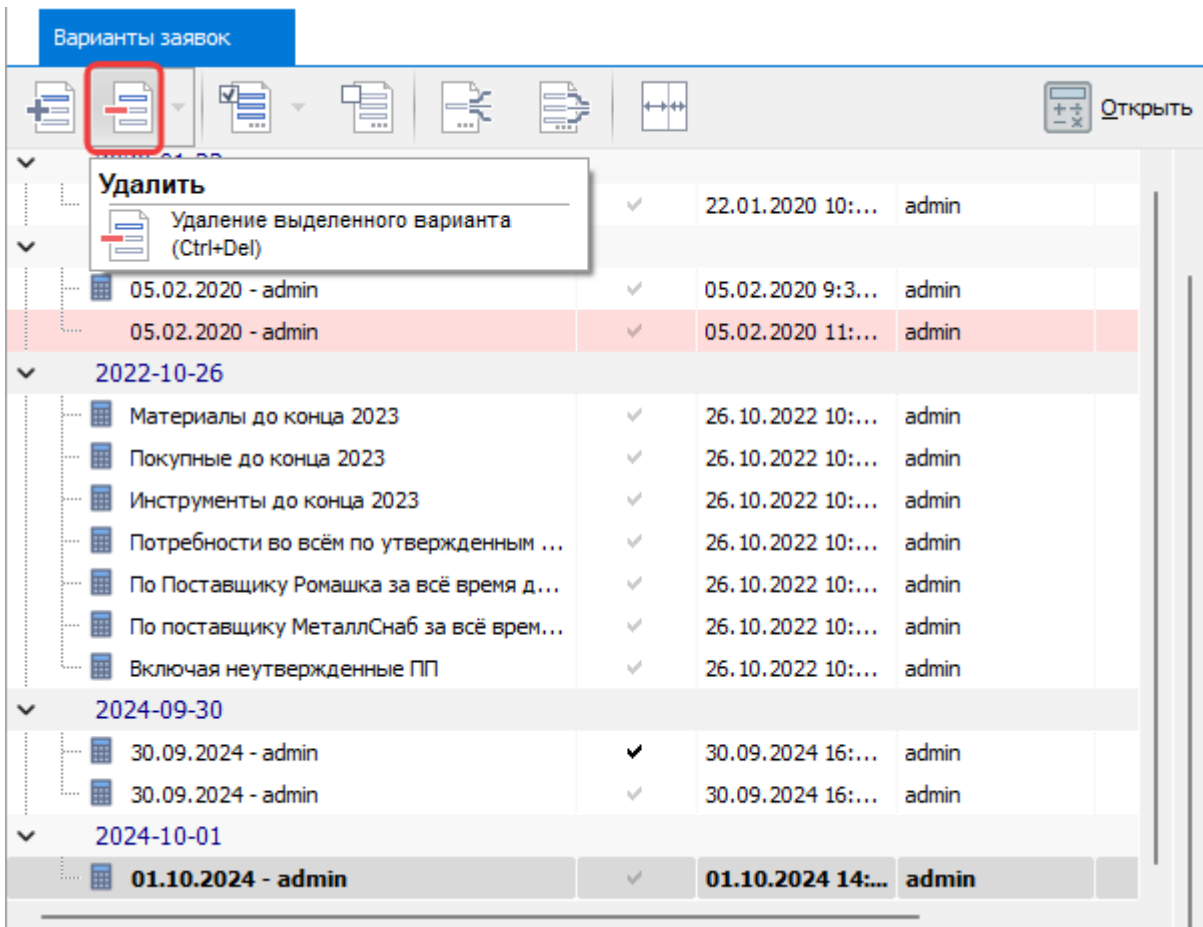 Варианты заявок
Открыть
Удалить
Удаление выделенного варианта
(Ctrl+Del)
22.01.2020 10:... admin
05.02.2020 - admin 05.02.2020 9:3... admin
05.02.2020 - admin 05.02.2020 11:... admin
2022-10-26
Материалы до конца 2023 26.10.2022 10:... admin
Покупные до конца 2023 26.10.2022 10:... admin
Инструменты до конца 2023 26.10.2022 10:... admin
Потребности во всём по утвержденным ... 26.10.2022 10:... admin
По Поставщику Ромашка за всё время д... 26.10.2022 10:... admin
По поставщику МеталлСнаб за всё врем... 26.10.2022 10:... admin
Включая неутвержденные ПП 26.10.2022 10:... admin
2024-09-30
30.09.2024 - admin 30.09.2024 16:... admin
30.09.2024 - admin 30.09.2024 16:... admin
2024-10-01
01.10.2024 - admin 01.10.2024 14:... admin